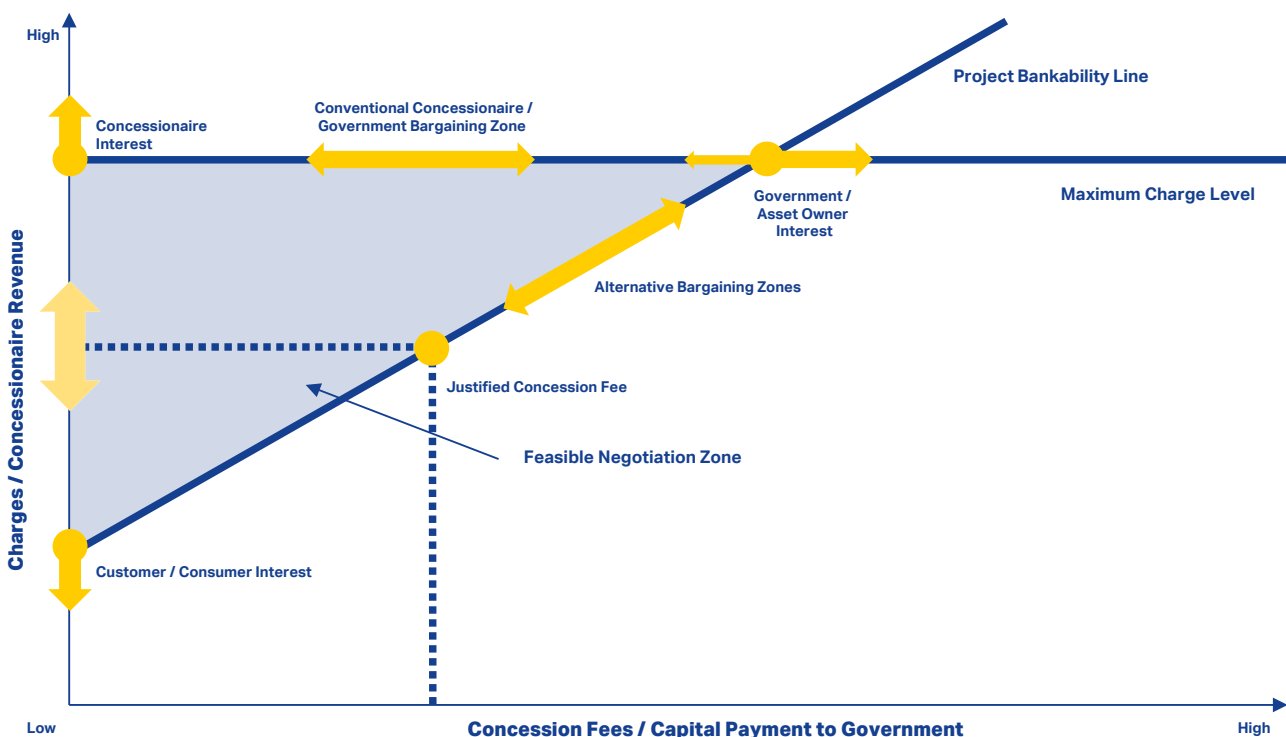 High
Project Bankability Line
Conventional Concessionaire /
Government Bargaining Zone
Concessionaire
Interest
Maximum Charge Level
Government /
Asset Owner
Interest
Charges / Concessionaire Revenue
Alternative Bargaining Zones
Justified Concession Fee
Feasible Negotiation Zone
Customer / Consumer Interest
Low
Concession Fees / Capital Payment to Government
High